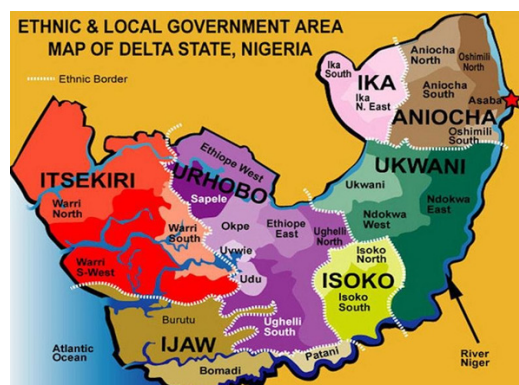 ETHNIC & LOCAL GOVERNMENT AREA
MAP OF DELTA STATE, NIGERIA
Ethnic Border
Ika
South
IKA
Ika
N. East
Aniocha
North
Oshimili
North
Aniocha
South
Asaba
ANIOCHA
Oshimili
South
Ethiope West
URHOBO
Sapele
ITSEKIRI
Warri
North
Warri
South
Warri
S-West
Okpe
Uvwie
Udu
Ethiope
East
Ughelli
North
Ughelli
South
UKWANI
Ukwani
Ndokwa
West
Ndokwa
East
Isoko
North
ISOKO
Isoko
South
Burutu
IJAW
Bomadi
Patani
Atlantic
Ocean
River
Niger